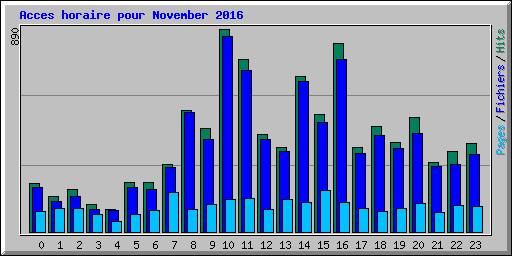 Acces horaire pour November 2016
890
Pages / Fichiers / Hits
0 1 2 3 4 5 6 7 8 9 10 11 12 13 14 15 16 17 18 19 20 21 22 23